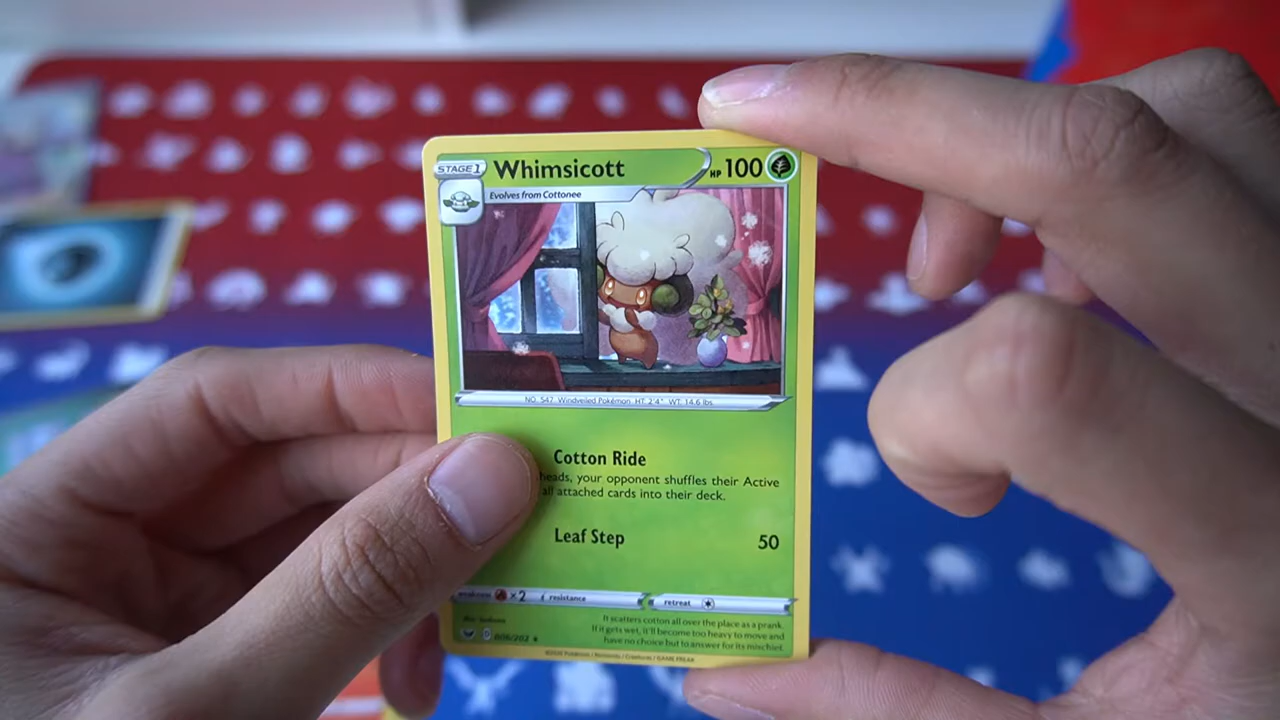 STAGE 1 Whimsicott HP 100
Evolves from Cottonee
NO. 547 Windveiled Pokémon HT: 2'4" WT: 14.6 lbs.
Cotton Ride
heads, your opponent shuffles their Active
all attached cards into their deck.
Leaf Step 50
weakness ×2 resistance retreat
It scatters cotton all over the place as a prank.
If it gets wet, it'll become too heavy to move and
have no choice but to answer for its mischief.
D 006/202
©2020 Pokémon / Nintendo / Creatures / GAME FREAK